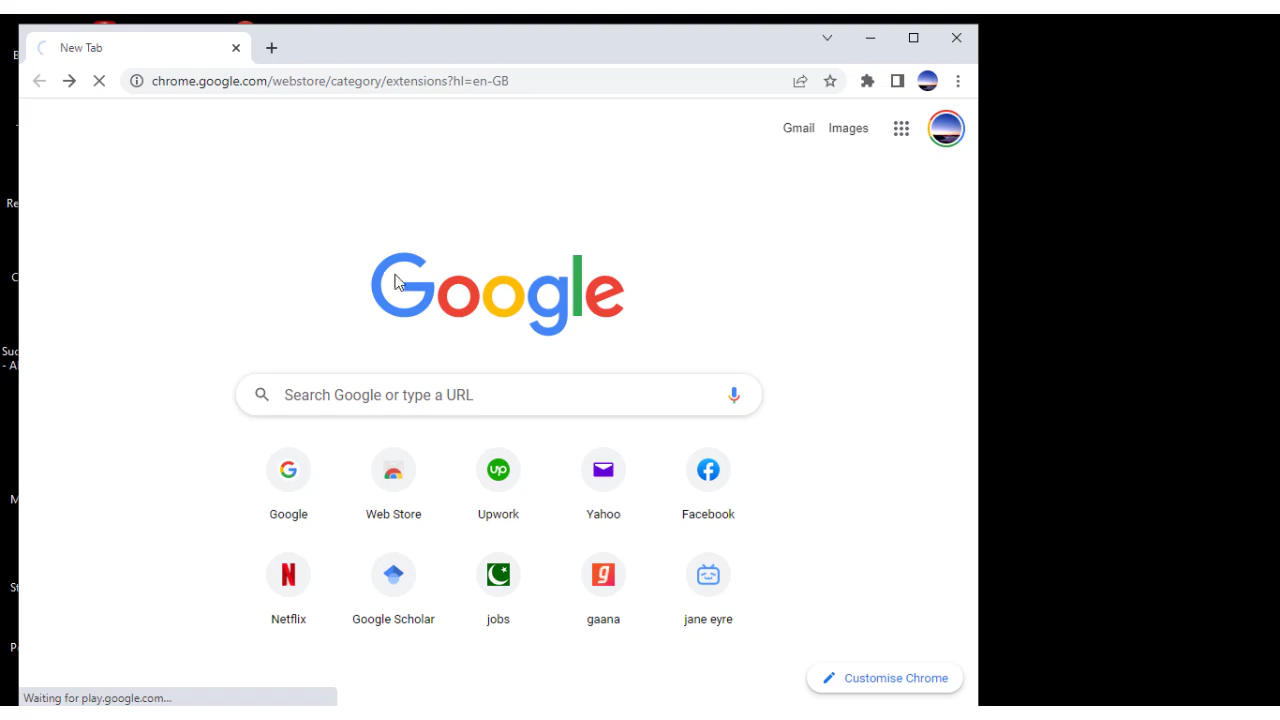 New Tab
chrome.google.com/webstore/category/extensions?hl=en-GB
Gmail Images
Google
Search Google or type a URL
up
g
Google Web Store Upwork Yahoo Facebook
Netflix Google Scholar jobs gaana jane eyre
Customise Chrome
Waiting for play.google.com...